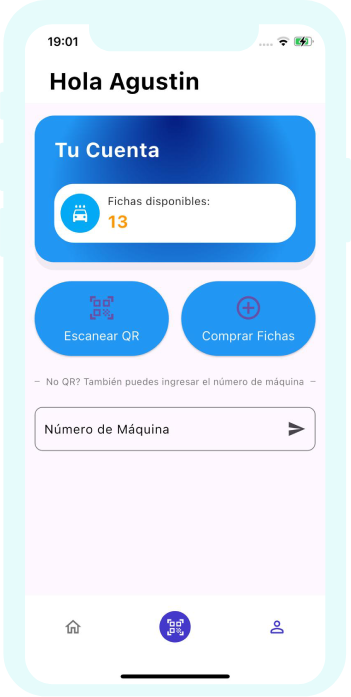 19:01
Hola Agustin
Tu Cuenta
Fichas disponibles:
13
Escanear QR
Comprar Fichas
– No QR? También puedes ingresar el número de máquina –
Número de Máquina